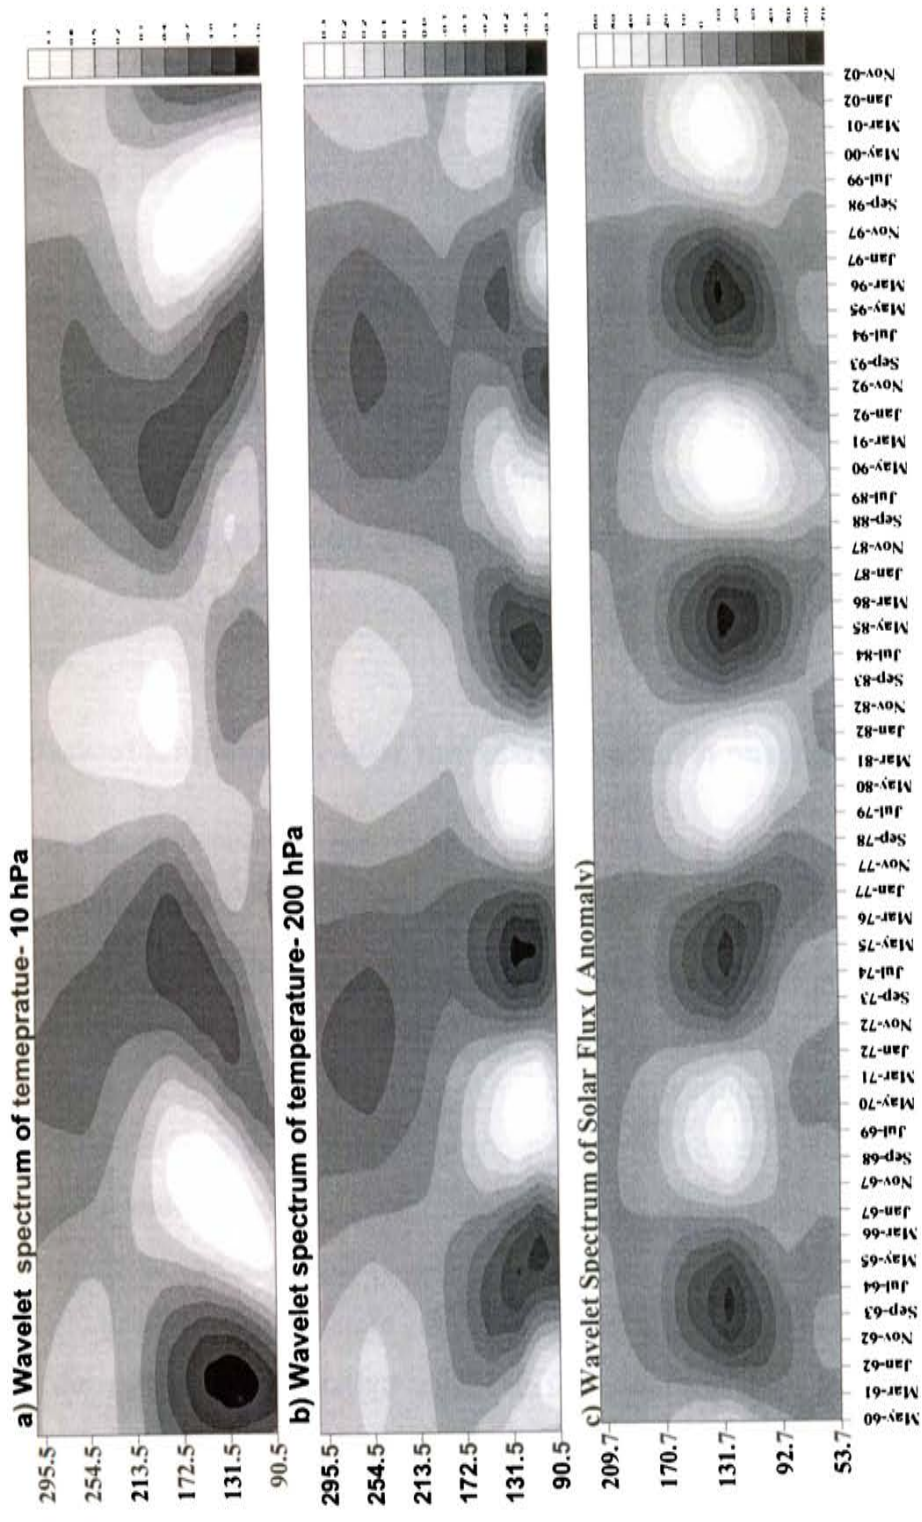 a) Wavelet spectrum of temepratue- 10 hPa
295.5
254.5
213.5
172.5
131.5
90.5
b) Wavelet spectrum of temperature- 200 hPa
295.5
254.5
213.5
172.5
131.5
90.5
c) Wavelet Spectrum of Solar Flux ( Anomaly)
209.7
170.7
131.7
92.7
53.7
May-60
Mar-61
Jan-62
Nov-62
Sep-63
Jul-64
May-65
Mar-66
Jan-67
Nov-67
Sep-68
Jul-69
May-70
Mar-71
Jan-72
Nov-72
Sep-73
Jul-74
May-75
Mar-76
Jan-77
Nov-77
Sep-78
Jul-79
May-80
Mar-81
Jan-82
Nov-82
Sep-83
Jul-84
May-85
Mar-86
Jan-87
Nov-87
Sep-88
Jul-89
May-90
Mar-91
Jan-92
Nov-92
Sep-93
Jul-94
May-95
Mar-96
Jan-97
Nov-97
Sep-98
Jul-99
May-00
Mar-01
Jan-02
Nov-02